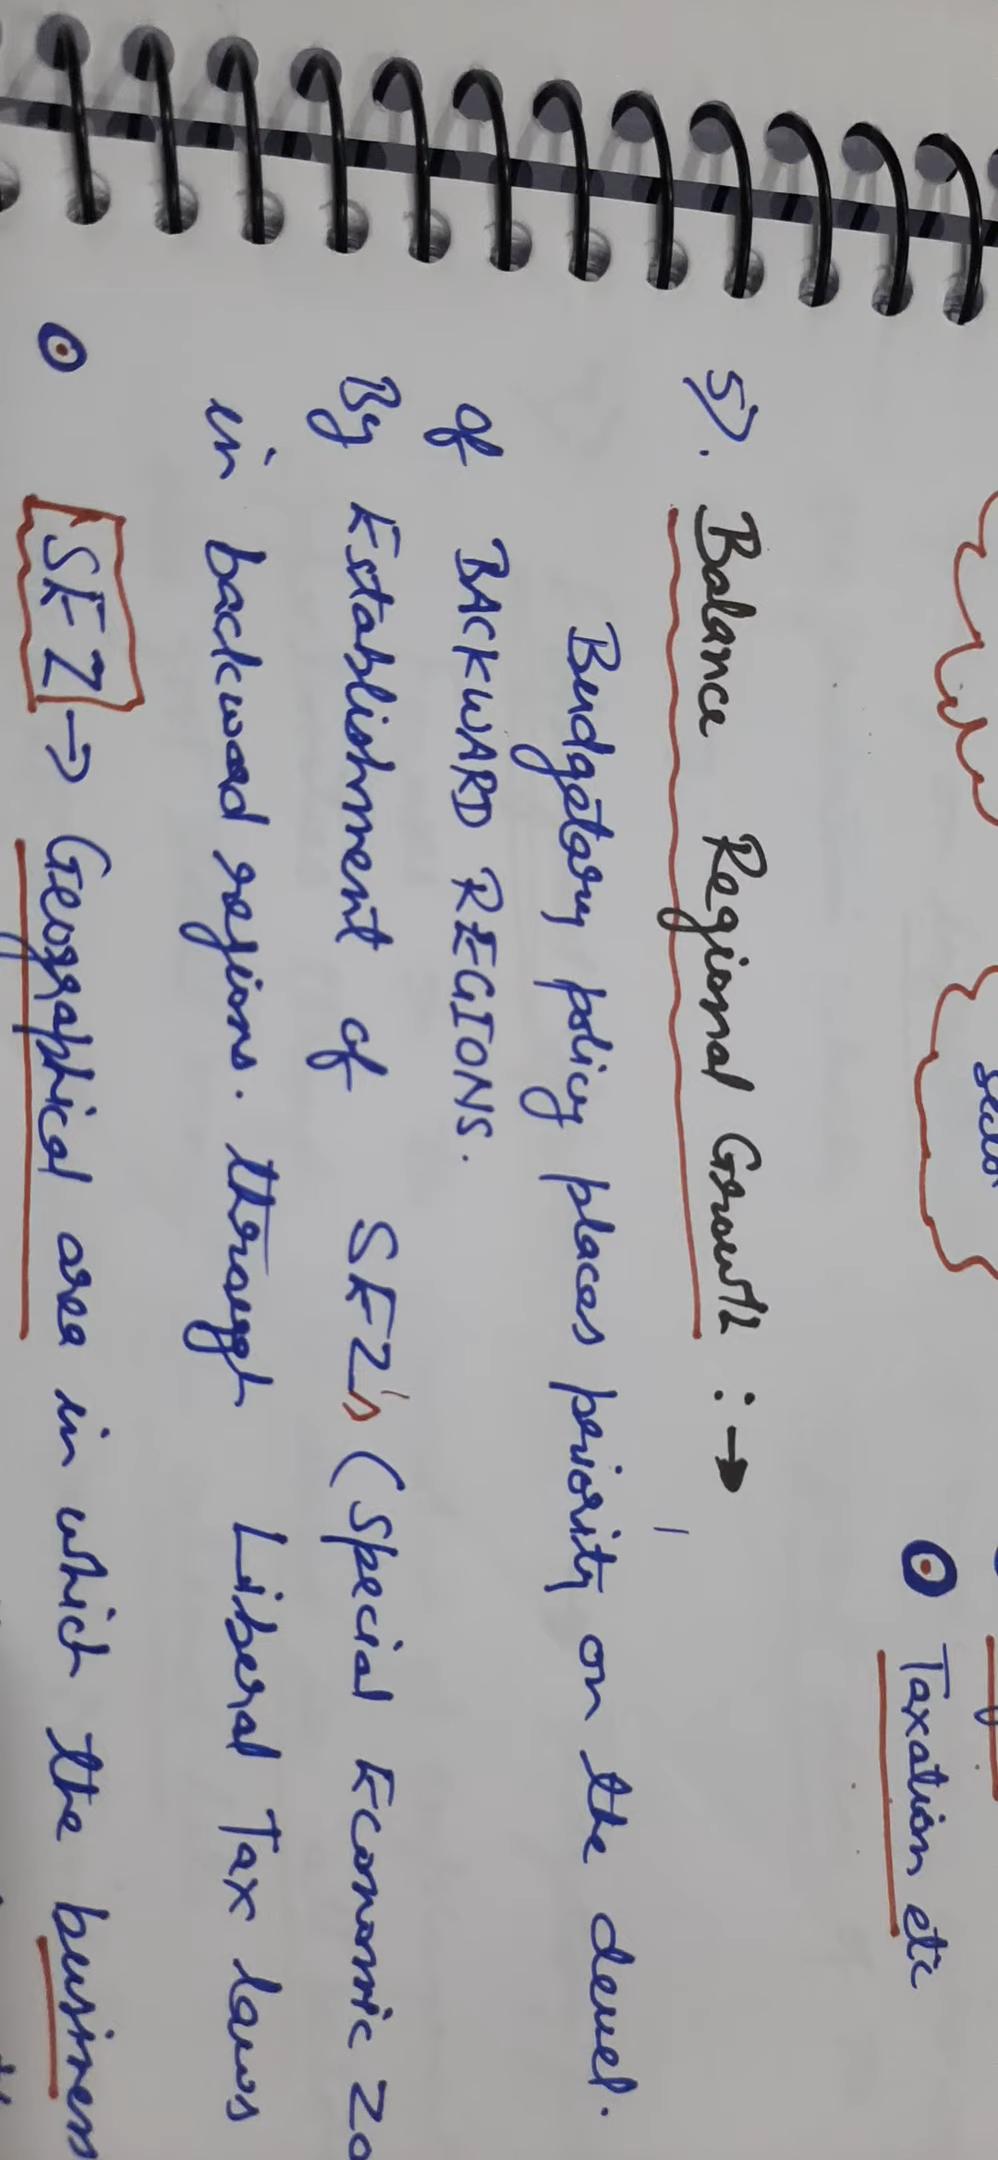 Taxation etc
5). Balance Regional Growth :→
Budgetary policy places priority on the devel.
of BACKWARD REGIONS.
By Establishment of SEZ's (Special Economic Zo
in backward regions. througgh Liberal Tax laws
SEZ → Geographical area in which the business